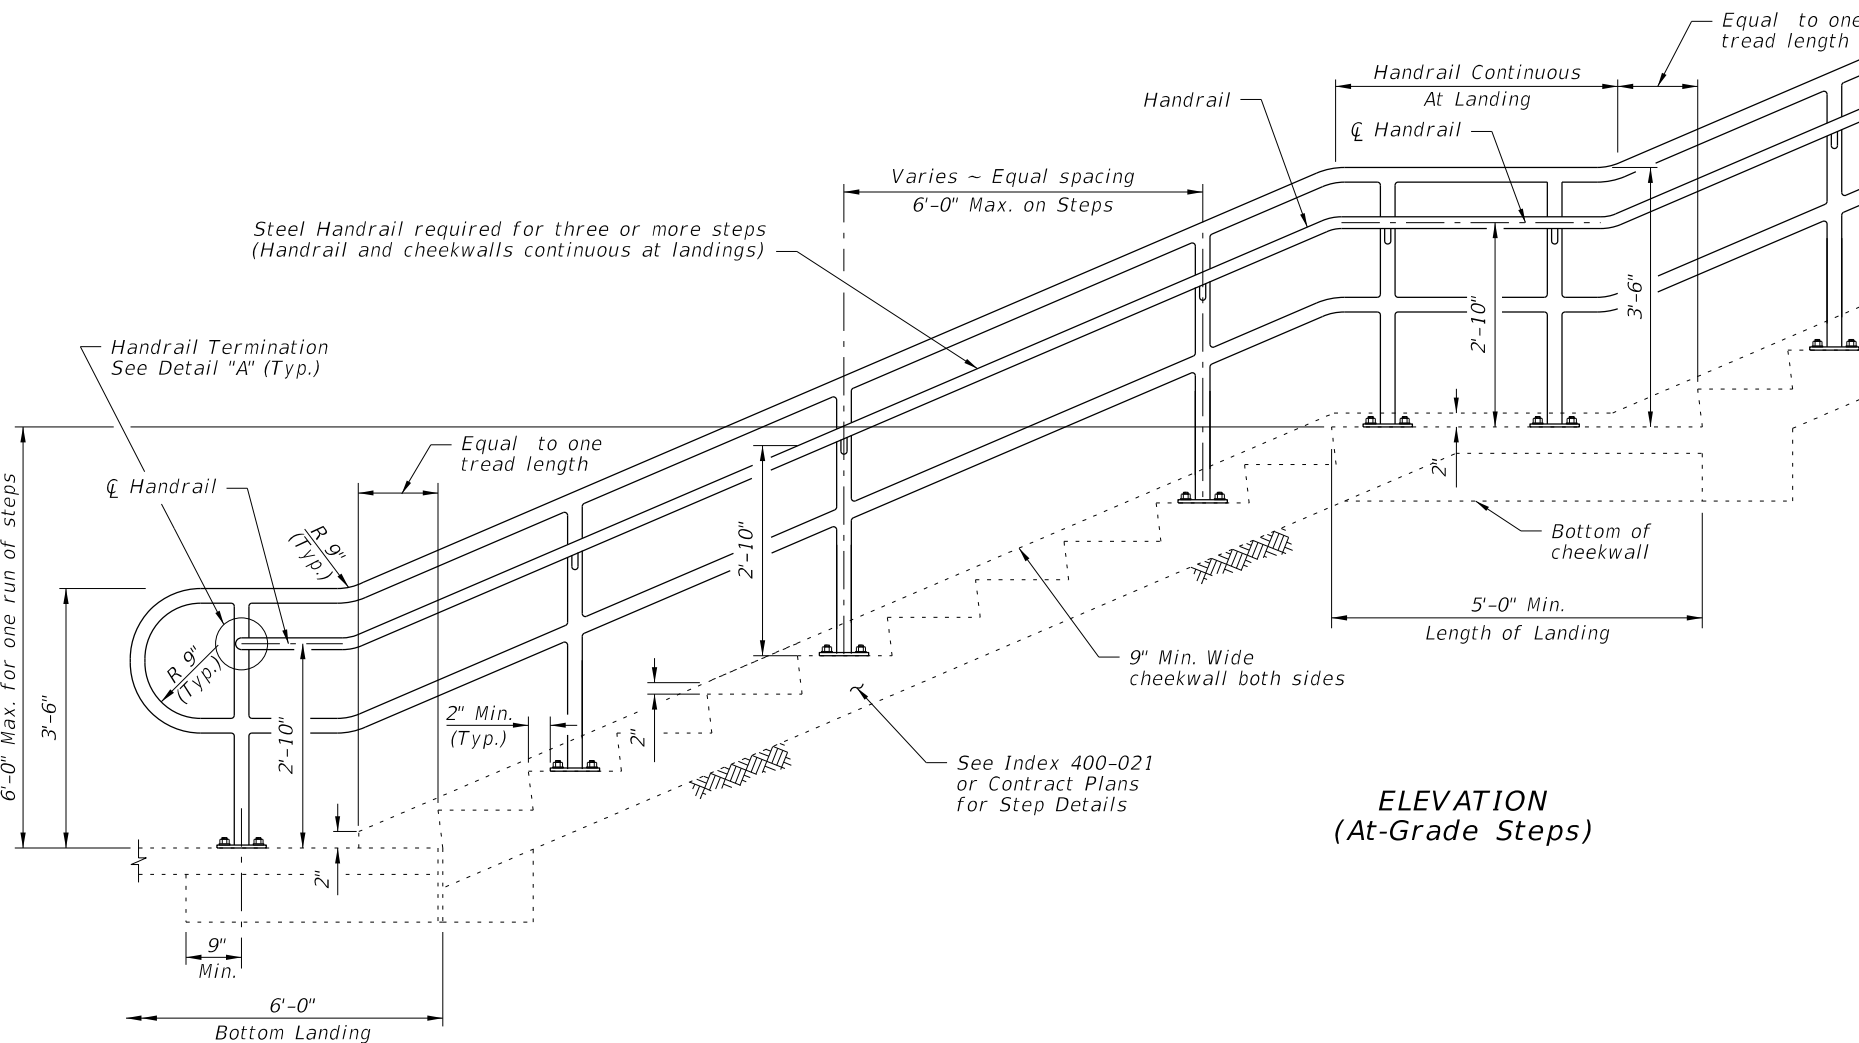 Equal to one
tread length
Handrail Continuous
At Landing
Handrail
℄ Handrail
Varies ~ Equal spacing
6'-0" Max. on Steps
Steel Handrail required for three or more steps
(Handrail and cheekwalls continuous at landings)
3'-6"
2'-10"
Handrail Termination
See Detail "A" (Typ.)
Equal to one
tread length
2"
℄ Handrail
6'-0" Max. for one run of steps
R 9"
(Typ.)
2'-10"
Bottom of
cheekwall
5'-0" Min.
Length of Landing
R 9"
(Typ.)
9" Min. Wide
cheekwall both sides
3'-6"
2'-10"
2" Min.
(Typ.)
2"
See Index 400-021
or Contract Plans
for Step Details
ELEVATION
(At-Grade Steps)
2"
9"
Min.
6'-0"
Bottom Landing